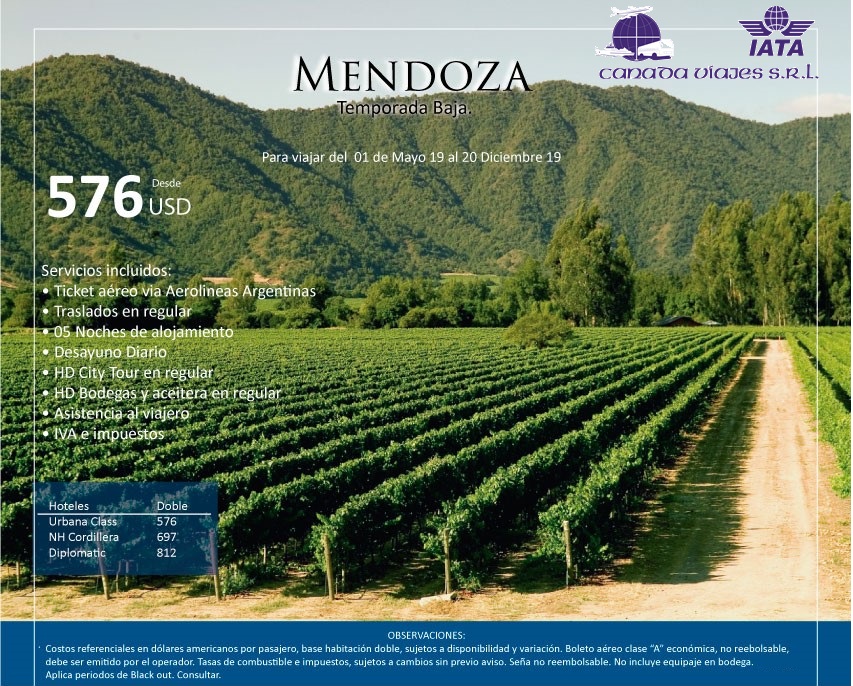 CANADA VIAJES S.R.L.
IATA
MENDOZA
Temporada Baja.
Para viajar del 01 de Mayo 19 al 20 Diciembre 19
576 Desde USD
Servicios incluidos:
• Ticket aéreo via Aerolineas Argentinas
• Traslados en regular
• 05 Noches de alojamiento
• Desayuno Diario
• HD City Tour en regular
• HD Bodegas y aceitera en regular
• Asistencia al viajero
• IVA e impuestos
Hoteles Doble
Urbana Class 576
NH Cordillera 697
Diplomatic 812
OBSERVACIONES:
Costos referenciales en dólares americanos por pasajero, base habitación doble, sujetos a disponibilidad y variación. Boleto aéreo clase “A” económica, no reebolsable,
debe ser emitido por el operador. Tasas de combustible e impuestos, sujetos a cambios sin previo aviso. Seña no reembolsable. No incluye equipaje en bodega.
Aplica periodos de Black out. Consultar.